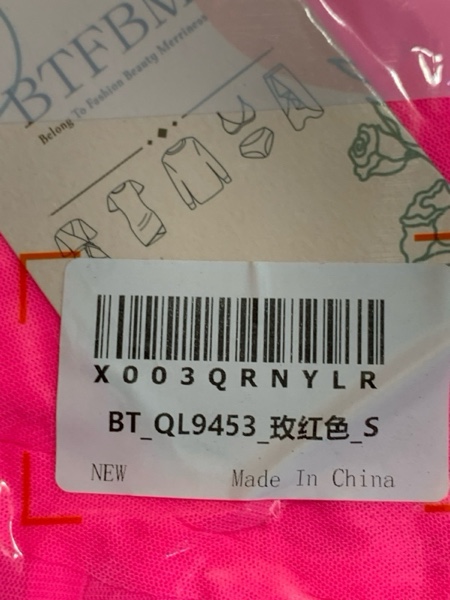 BTFBM
Belong To Fashion Beauty Merriness
X003QRNYLR
BT_QL9453_玫红色_S
NEW
Made In China